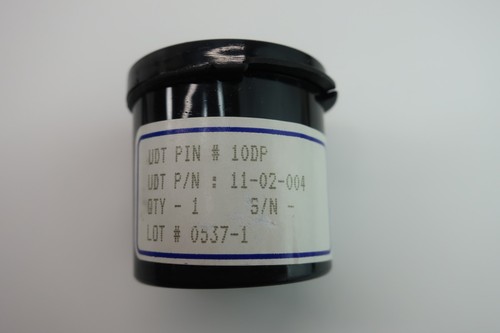 UDT PIN # 10DP
UDT P/N : 11-02-004
QTY - 1 S/N -
LOT # 0537-1